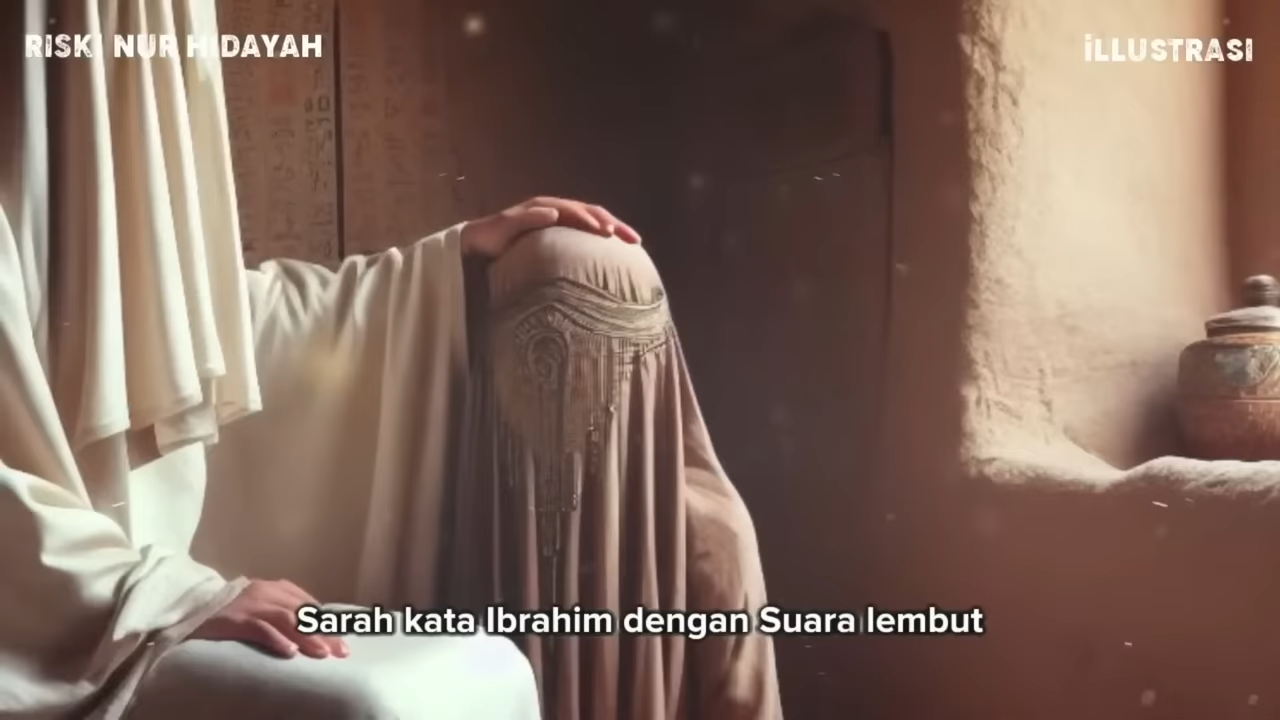 RISKI NUR HIDAYAH
İLLUSTRASI
Sarah kata Ibrahim dengan Suara lembut